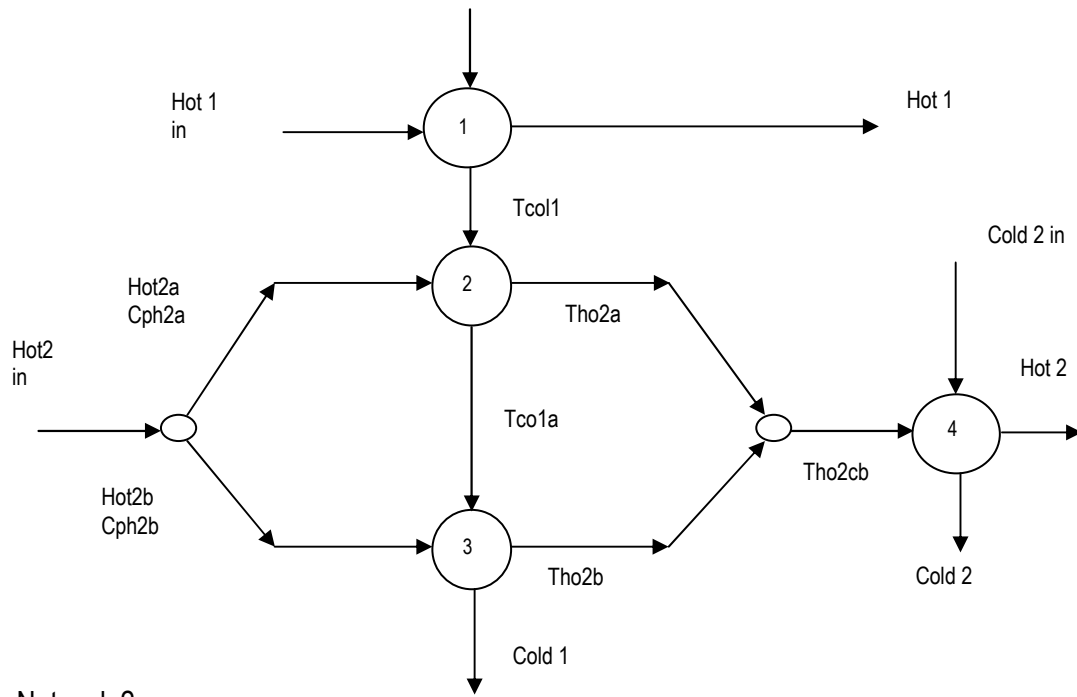 Hot 1
in
1
Hot 1
Tcol1
Cold 2 in
Hot2a
Cph2a
2
Tho2a
Hot2
in
Hot 2
Tco1a
4
Tho2cb
Hot2b
Cph2b
3
Tho2b
Cold 2
Cold 1